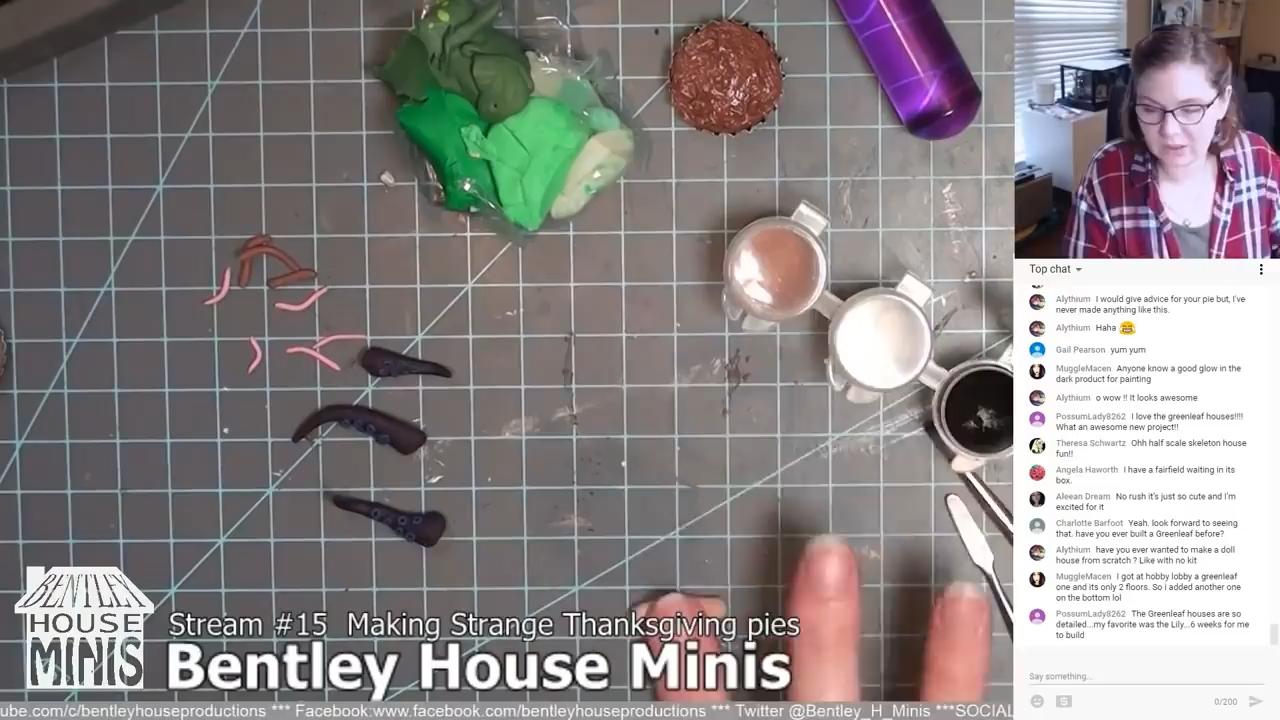 Top chat
Alythium I would give advice for your pie but, I've
never made anything like this.
Alythium Haha
Gail Pearson yum yum
MuggleMacen Anyone know a good glow in the
dark product for painting
Alythium o wow !! It looks awesome
PossumLady8262 I love the greenleaf houses!!!!
What an awesome new project!!
Theresa Schwartz Ohh half scale skeleton house
fun!!
Angela Haworth I have a fairfield waiting in its
box.
Aleean Dream No rush it's just so cute and I'm
excited for it
Charlotte Barfoot Yeah. look forward to seeing
that. have you ever built a Greenleaf before?
Alythium have you ever wanted to make a doll
house from scratch ? Like with no kit
MuggleMacen I got at hobby lobby a greenleaf
one and its only 2 floors. So i added another one
on the bottom lol
PossumLady8262 The Greenleaf houses are so
detailed...my favorite was the Lily...6 weeks for me
to build
Say something...
0/200
BENTLEY
HOUSE
MINIS
Stream #15 Making Strange Thanksgiving pies
Bentley House Minis
ube.com/c/bentleyhouseproductions *** Facebook:www.facebook.com/bentleyhouseproductions *** Twitter @Bentley_H_Minis ***SOCIAL